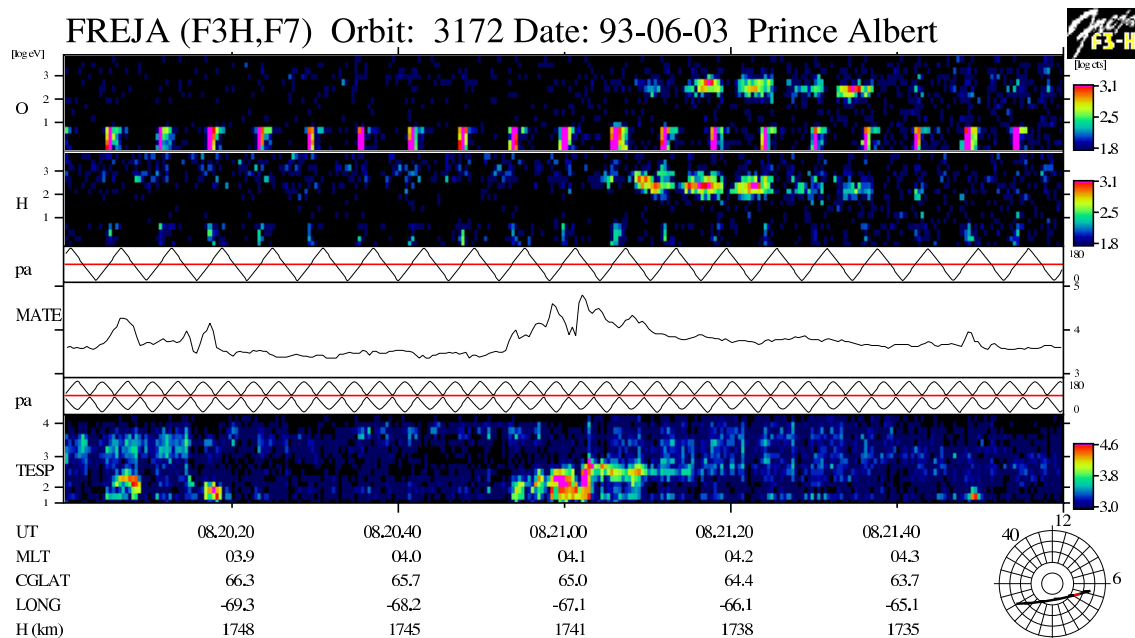 FREJA (F3H,F7) Orbit: 3172 Date: 93-06-03 Prince Albert
F3-H
[log eV]
[log cts]
3
2
1
O
3.1
2.5
1.8
3
2
1
H
3.1
2.5
1.8
pa
180
0
MATE
5
4
3
pa
180
0
4
3
2
1
TESP
4.6
3.8
3.0
UT 08.20.20 08.20.40 08.21.00 08.21.20 08.21.40
MLT 03.9 04.0 04.1 04.2 04.3
CGLAT 66.3 65.7 65.0 64.4 63.7
LONG -69.3 -68.2 -67.1 -66.1 -65.1
H (km) 1748 1745 1741 1738 1735
12
40
6